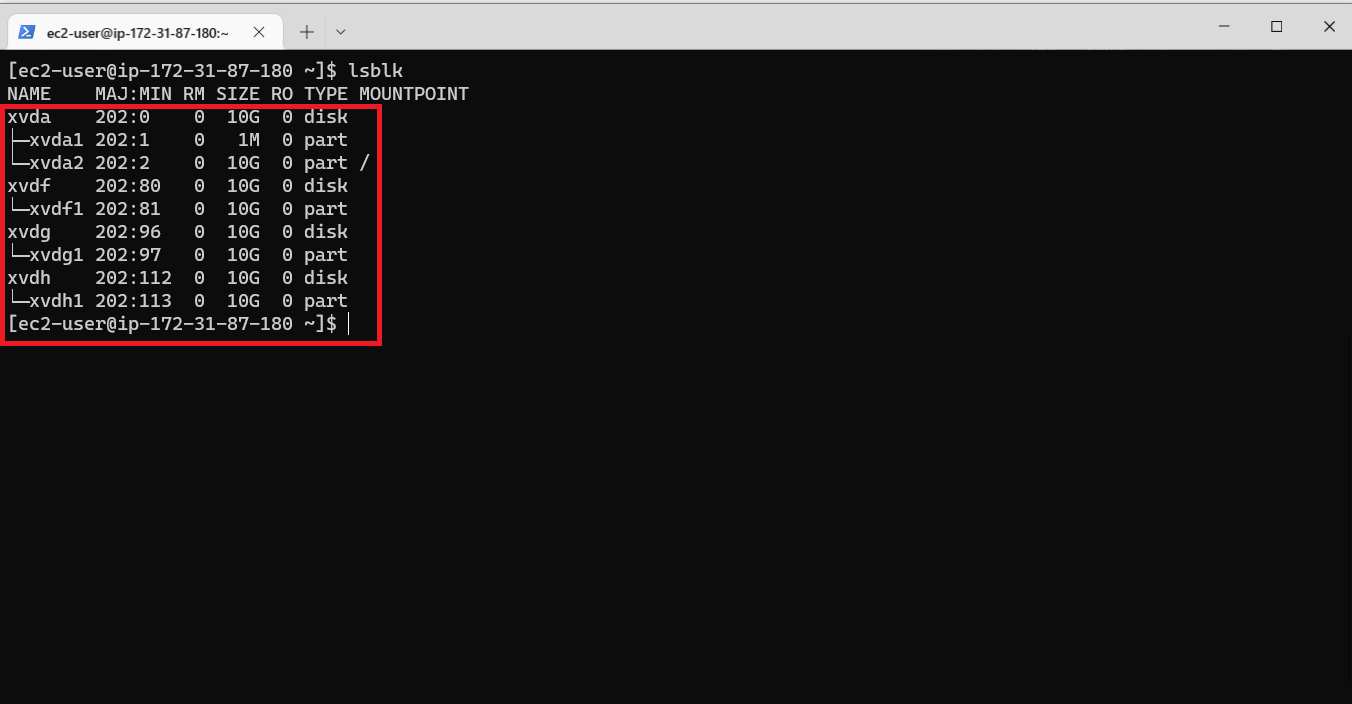 ec2-user@ip-172-31-87-180:~
[ec2-user@ip-172-31-87-180 ~]$ lsblk
NAME    MAJ:MIN RM SIZE RO TYPE MOUNTPOINT
xvda    202:0    0  10G  0 disk
├─xvda1 202:1    0   1M  0 part
└─xvda2 202:2    0  10G  0 part /
xvdf    202:80   0  10G  0 disk
└─xvdf1 202:81   0  10G  0 part
xvdg    202:96   0  10G  0 disk
└─xvdg1 202:97   0  10G  0 part
xvdh    202:112  0  10G  0 disk
└─xvdh1 202:113  0  10G  0 part
[ec2-user@ip-172-31-87-180 ~]$